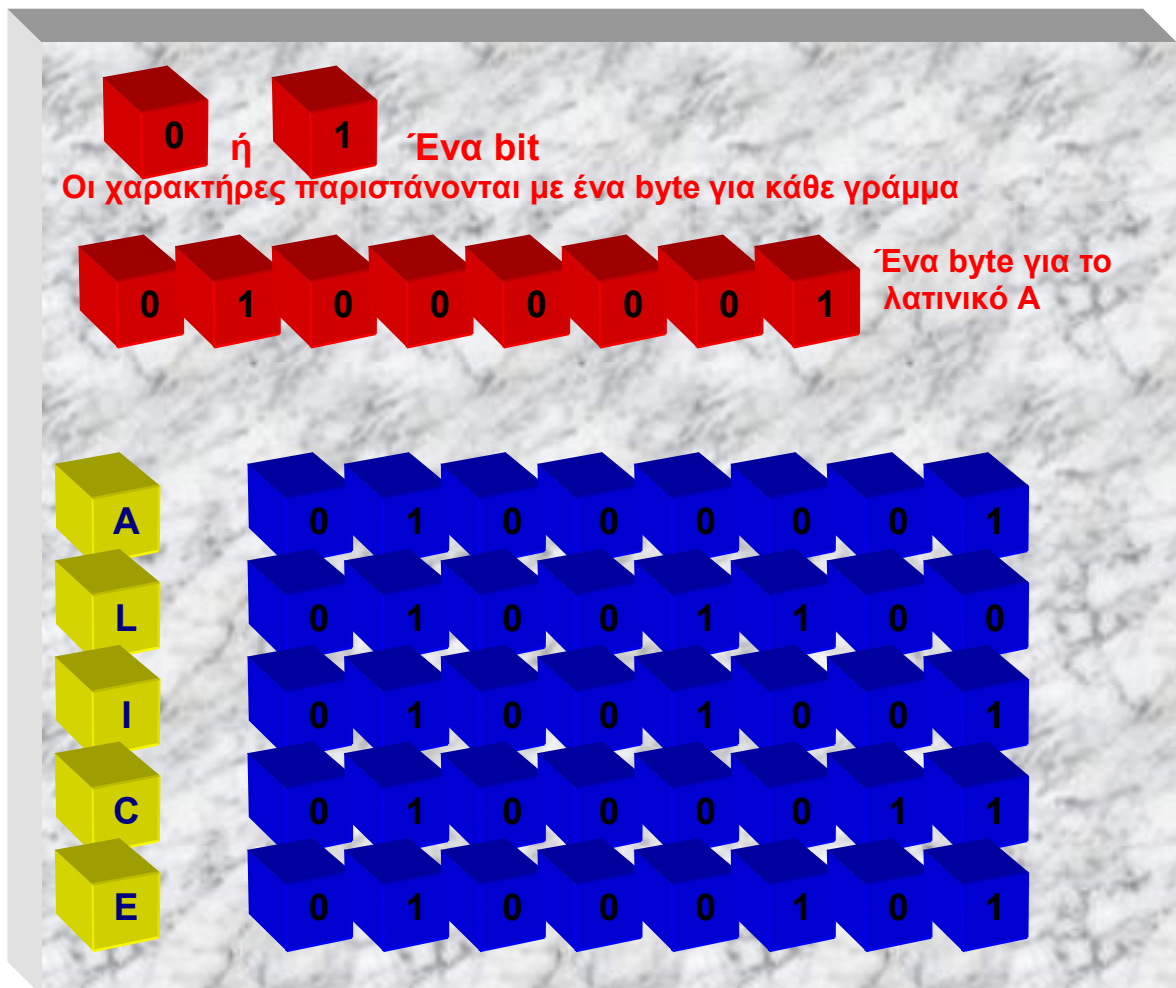 0 ή 1 Ένα bit
Οι χαρακτήρες παριστάνονται με ένα byte για κάθε γράμμα
0 1 0 0 0 0 0 1
Ένα byte για το
λατινικό Α
A 0 1 0 0 0 0 0 1
L 0 1 0 0 1 1 0 0
I 0 1 0 0 1 0 0 1
C 0 1 0 0 0 0 1 1
E 0 1 0 0 0 1 0 1